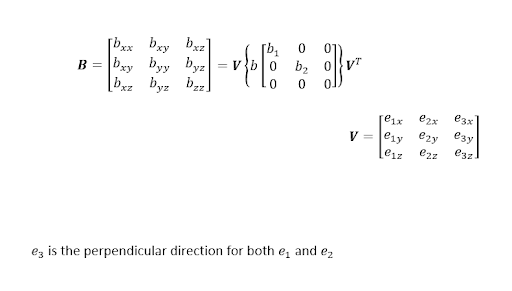 B = [b_xx b_xy b_xz; b_xy b_yy b_yz; b_xz b_yz b_zz] = V{b[b_1 0 0; 0 b_2 0; 0 0 0]}V^T
V = [e_1x e_2x e_3x; e_1y e_2y e_3y; e_1z e_2z e_3z]
e_3 is the perpendicular direction for both e_1 and e_2